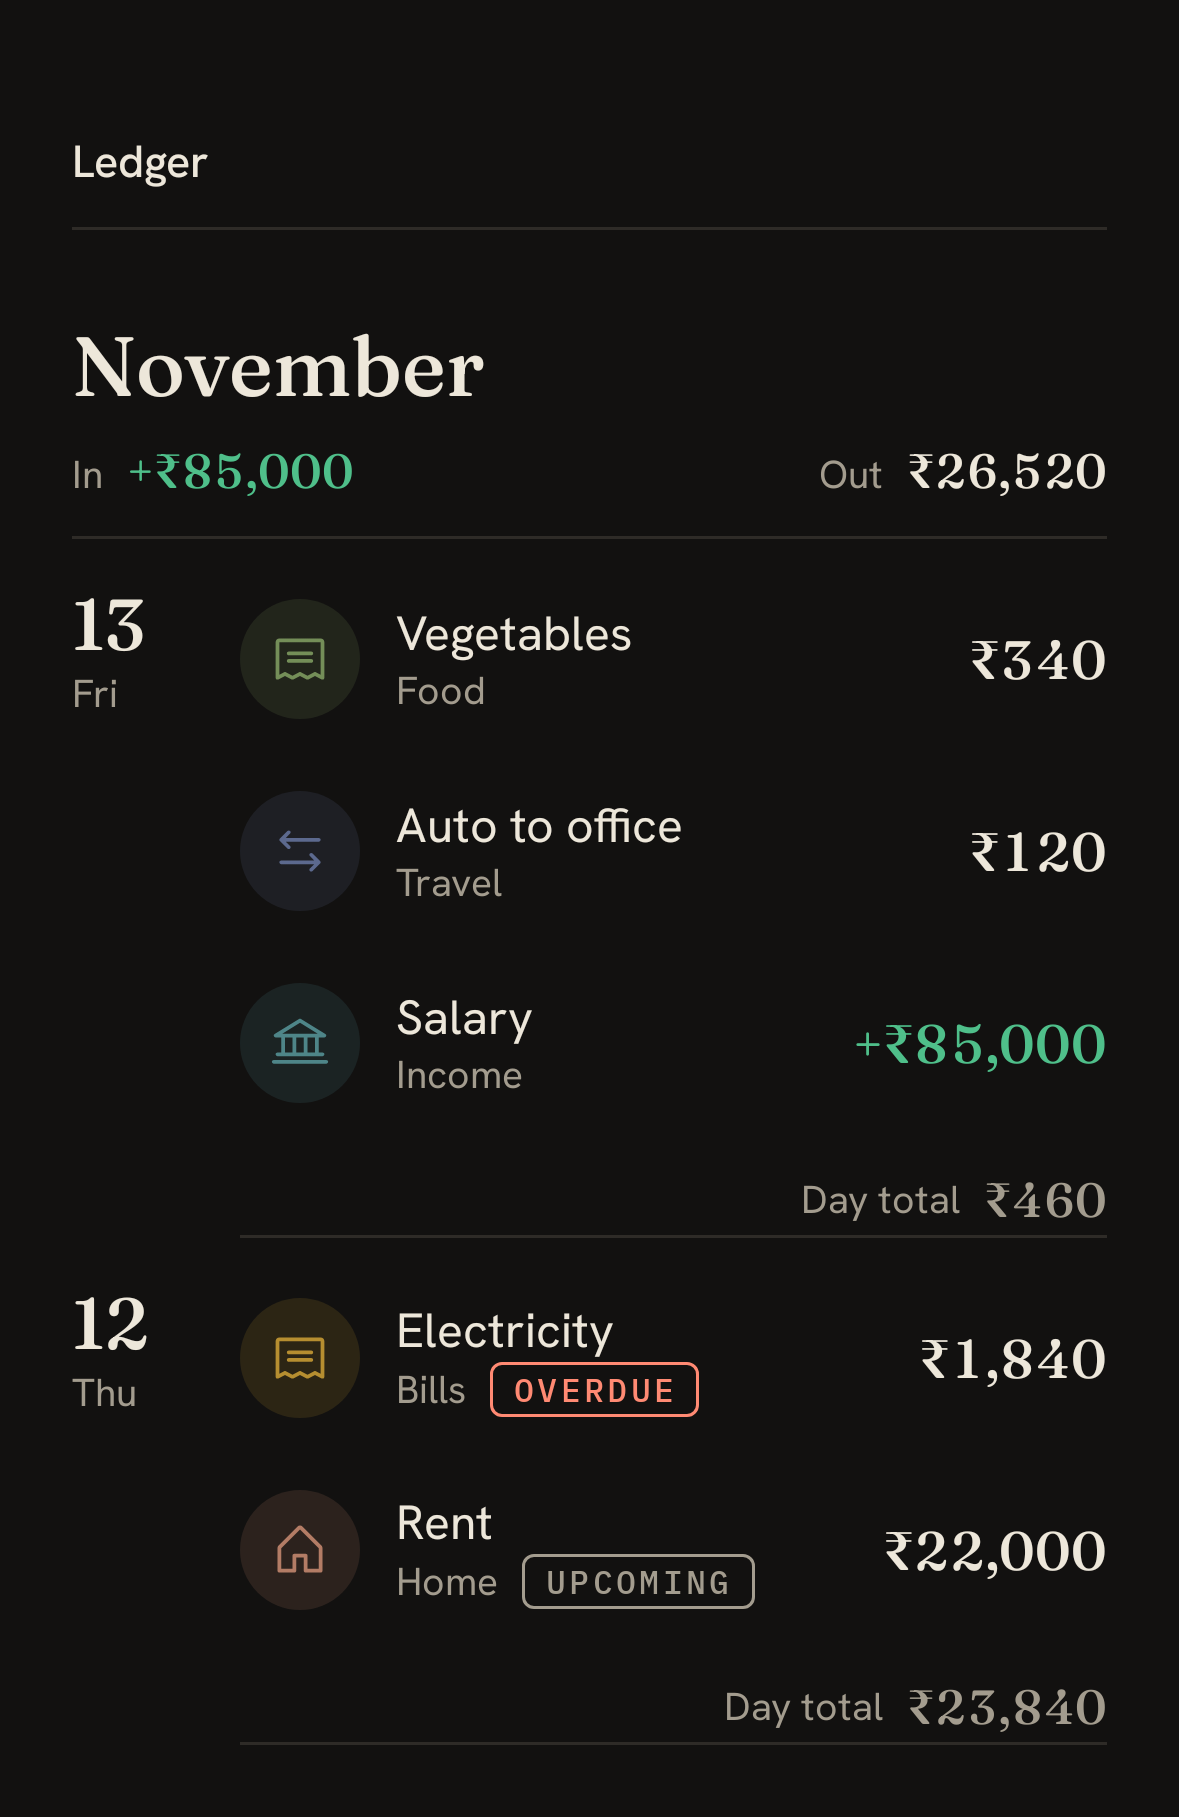 Ledger
November
In +₹85,000 Out ₹26,520
13 Fri
Vegetables ₹340
Food
Auto to office ₹120
Travel
Salary +₹85,000
Income
Day total ₹460
12 Thu
Electricity ₹1,840
Bills OVERDUE
Rent ₹22,000
Home UPCOMING
Day total ₹23,840